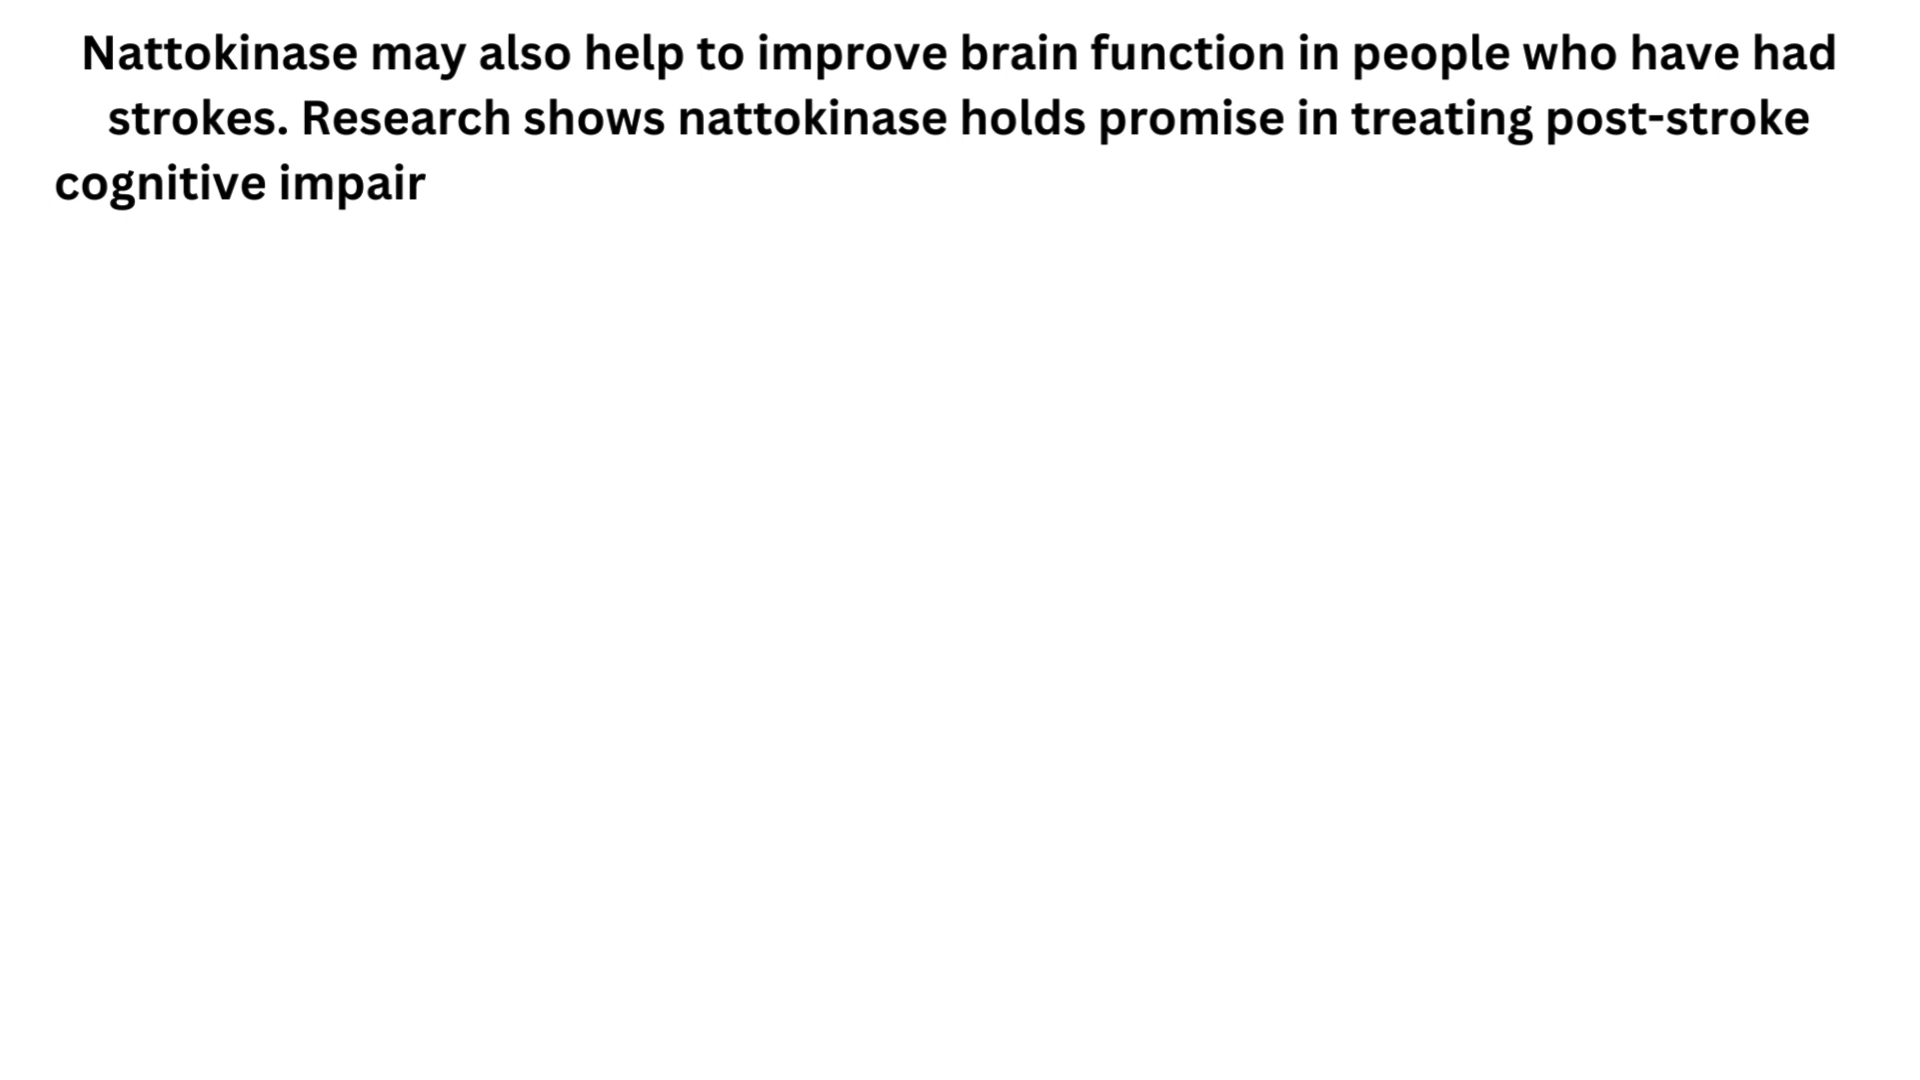 Nattokinase may also help to improve brain function in people who have had
strokes. Research shows nattokinase holds promise in treating post-stroke
cognitive impair